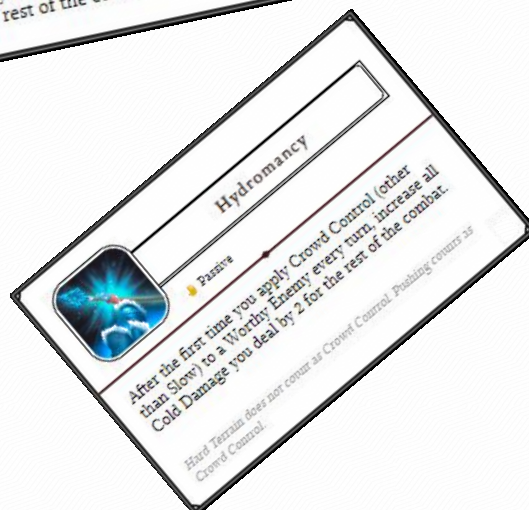 rest of the
Hydromancy
Passive
After the first time you apply Crowd Control (other
than Slow) to a Worthy Enemy every turn, increase all
Cold Damage you deal by 2 for the rest of the combat.
Hard Terrain does not count as Crowd Control. Pushing counts as
Crowd Control.